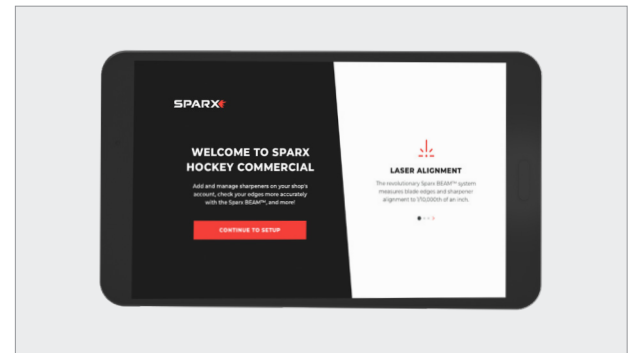 SPARX
WELCOME TO SPARX
HOCKEY COMMERCIAL
Add and manage sharpeners on your shop's
account, check your edges more accurately
with the Sparx BEAM™, and more!
CONTINUE TO SETUP
LASER ALIGNMENT
The revolutionary Sparx BEAM™ system
measures blade edges and sharpener
alignment to 1/10,000th of an inch.